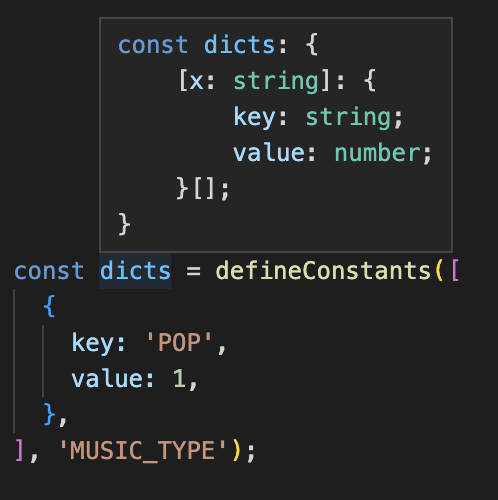 const dicts: {
    [x: string]: {
        key: string;
        value: number;
    }[];
}
const dicts = defineConstants([
  {
    key: 'POP',
    value: 1,
  },
], 'MUSIC_TYPE');